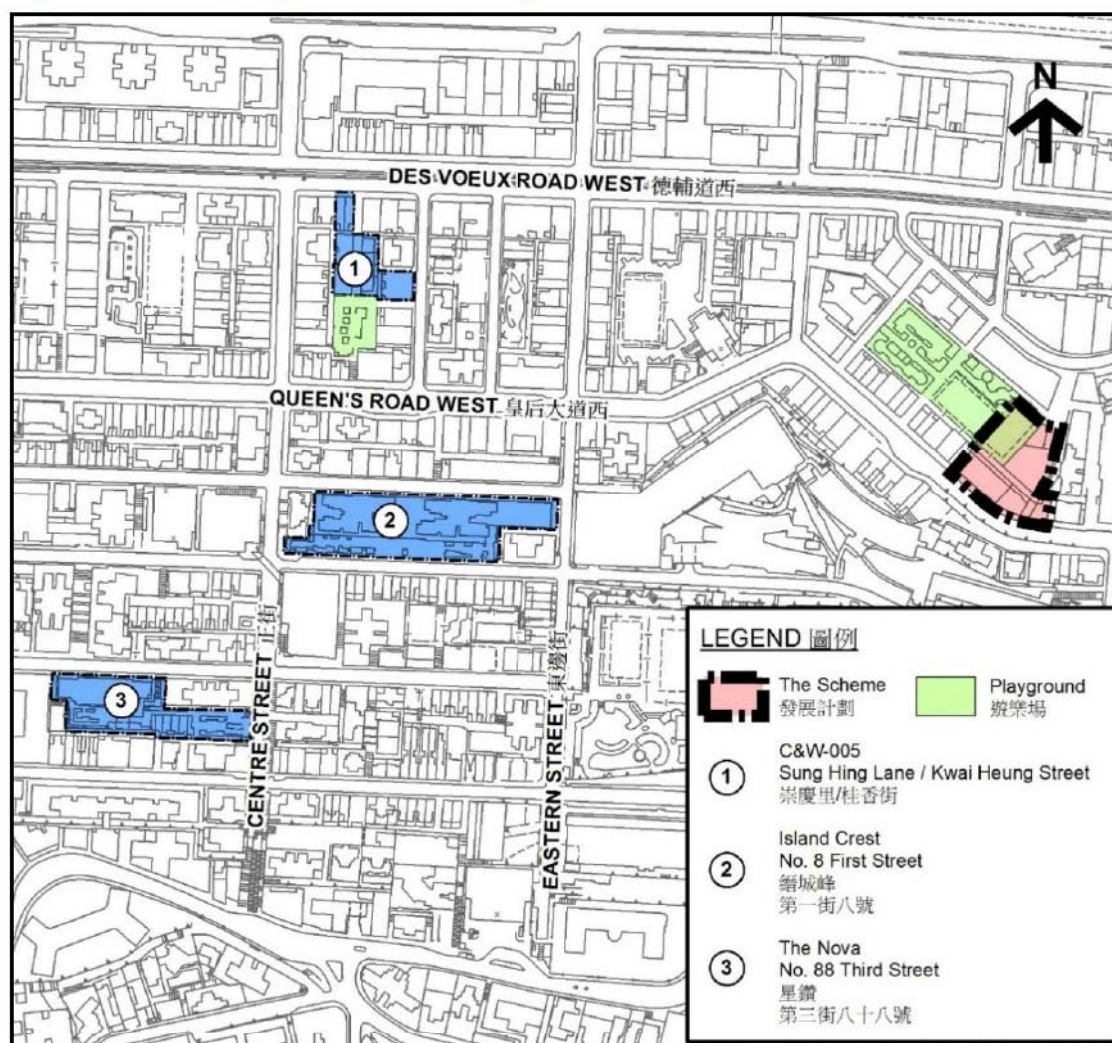 N
DES VOEUX ROAD WEST 德輔道西
1
QUEEN'S ROAD WEST 皇后大道西
2
3
CENTRE STREET 正街
EASTERN STREET 東邊街
LEGEND 圖例
The Scheme
發展計劃
Playground
遊樂場
1
C&W-005
Sung Hing Lane / Kwai Heung Street
崇慶里/桂香街
2
Island Crest
No. 8 First Street
縉城峰
第一街八號
3
The Nova
No. 88 Third Street
星鑽
第三街八十八號